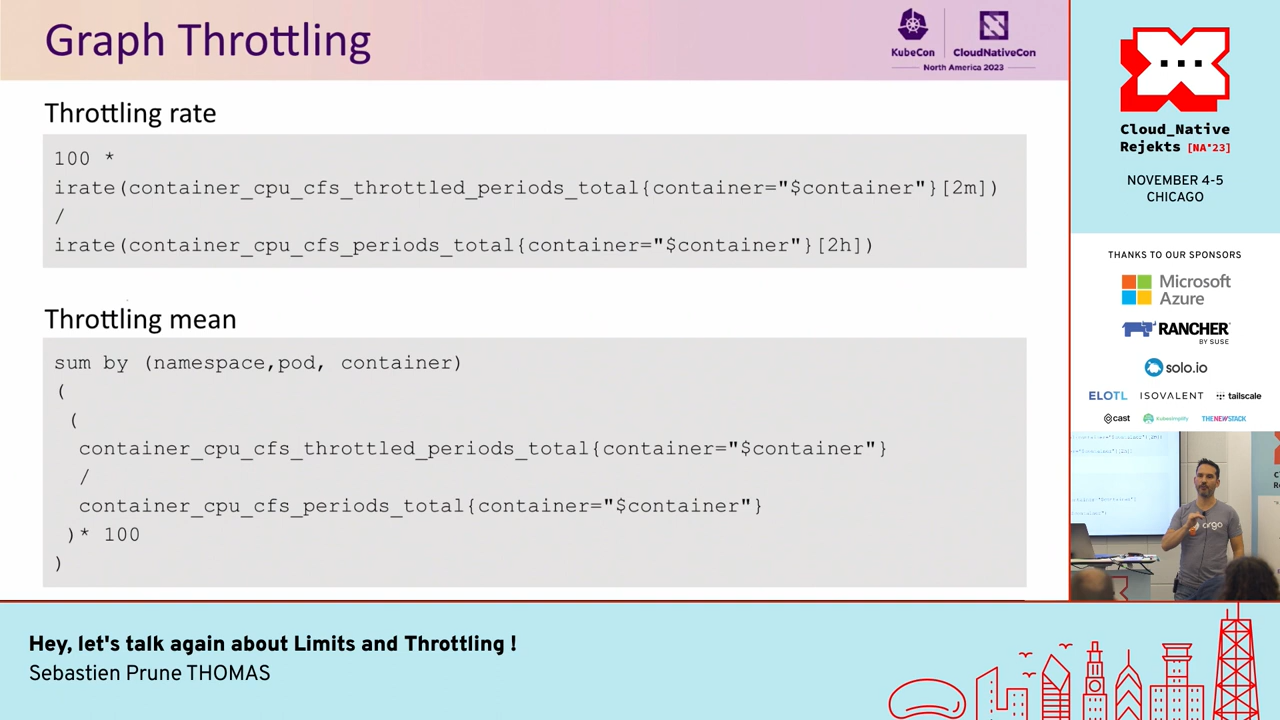 Graph Throttling
KubeCon
CloudNativeCon
North America 2023
Throttling rate
100 *
irate(container_cpu_cfs_throttled_periods_total{container="$container"}[2m])
/
irate(container_cpu_cfs_periods_total{container="$container"}[2h])
Throttling mean
sum by (namespace,pod, container)
(
(
container_cpu_cfs_throttled_periods_total{container="$container"}
/
container_cpu_cfs_periods_total{container="$container"}
)* 100
)
Cloud_Native
Rejekts [NA'23]
NOVEMBER 4-5
CHICAGO
THANKS TO OUR SPONSORS
Microsoft
Azure
RANCHER
BY SUSE
solo.io
ELOTL ISOVALENT tailscale
cast Kubesimplify THENEWSTACK
argo
Hey, let's talk again about Limits and Throttling !
Sebastien Prune THOMAS